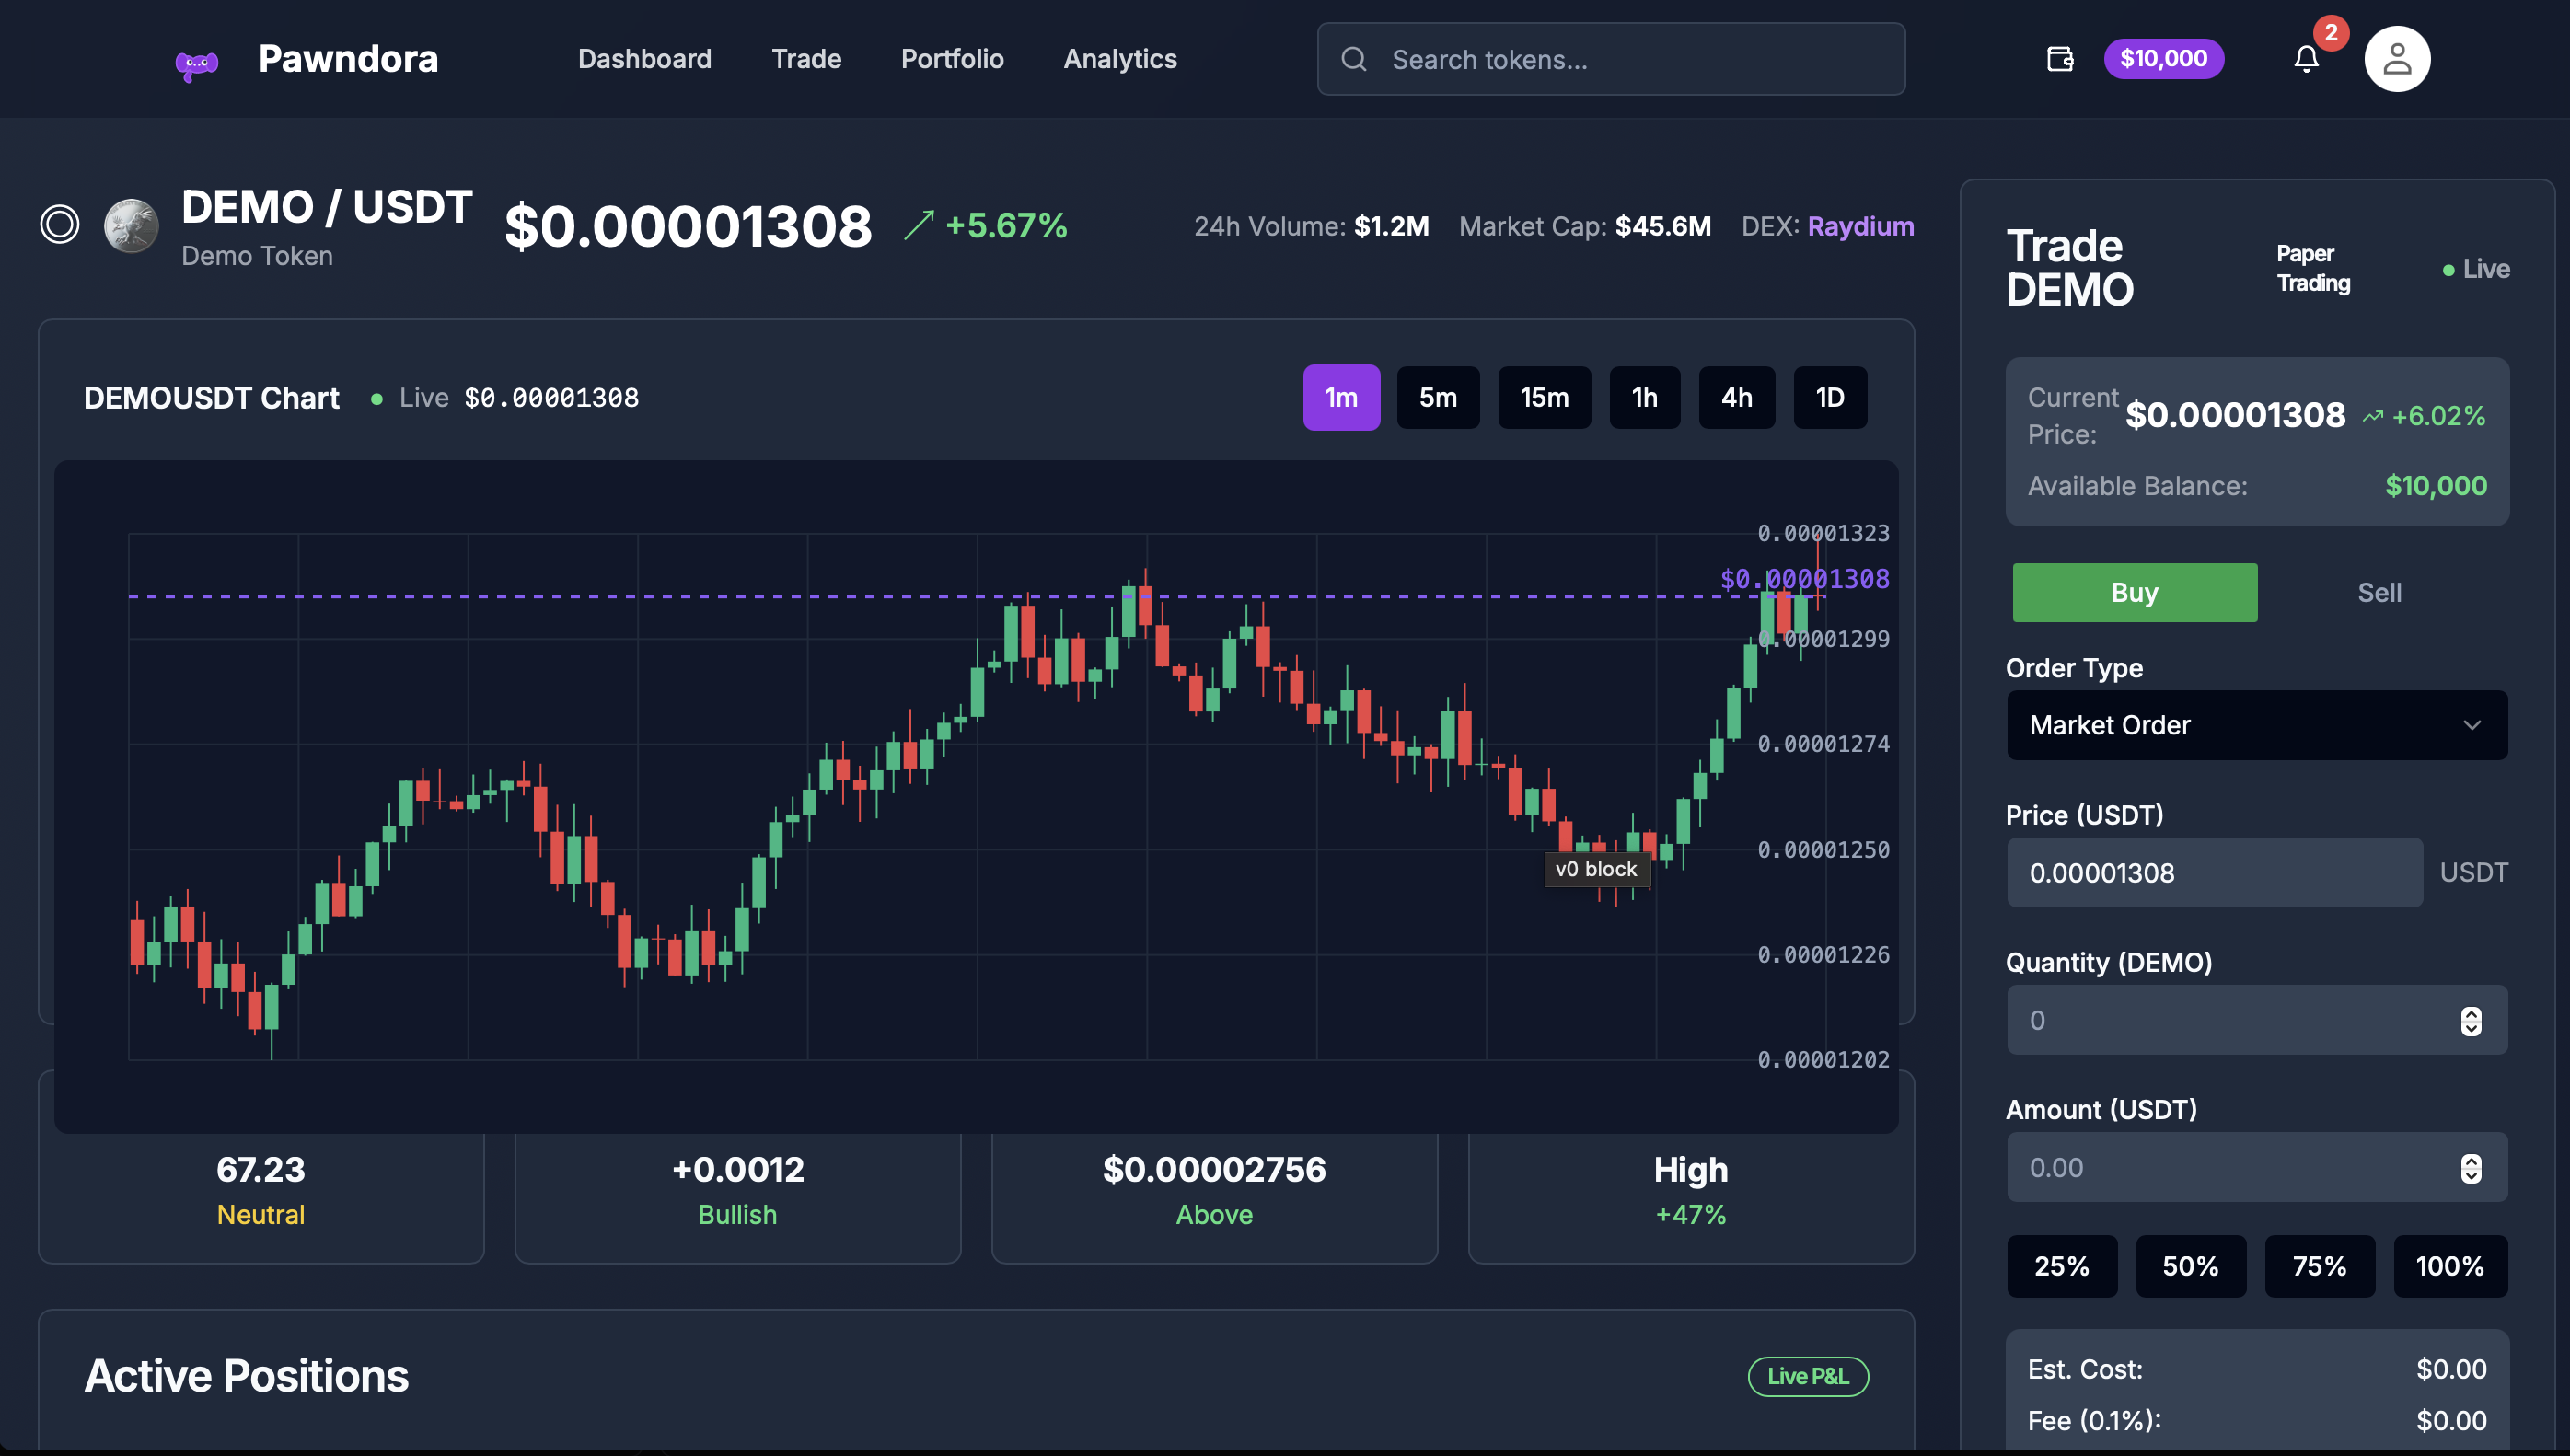 Pawndora
Dashboard
Trade
Portfolio
Analytics
Search tokens...
$10,000
2
DEMO / USDT
Demo Token
$0.00001308
+5.67%
24h Volume: $1.2M
Market Cap: $45.6M
DEX: Raydium
DEMOUSDT Chart
Live
$0.00001308
1m
5m
15m
1h
4h
1D
0.00001323
$0.00001308
0.00001299
0.00001274
0.00001250
0.00001226
0.00001202
v0 block
67.23
Neutral
+0.0012
Bullish
$0.00002756
Above
High
+47%
Active Positions
Live P&L
Trade
DEMO
Paper
Trading
Live
Current
Price:
$0.00001308
+6.02%
Available Balance:
$10,000
Buy
Sell
Order Type
Market Order
Price (USDT)
0.00001308
USDT
Quantity (DEMO)
0
Amount (USDT)
0.00
25%
50%
75%
100%
Est. Cost:
$0.00
Fee (0.1%):
$0.00